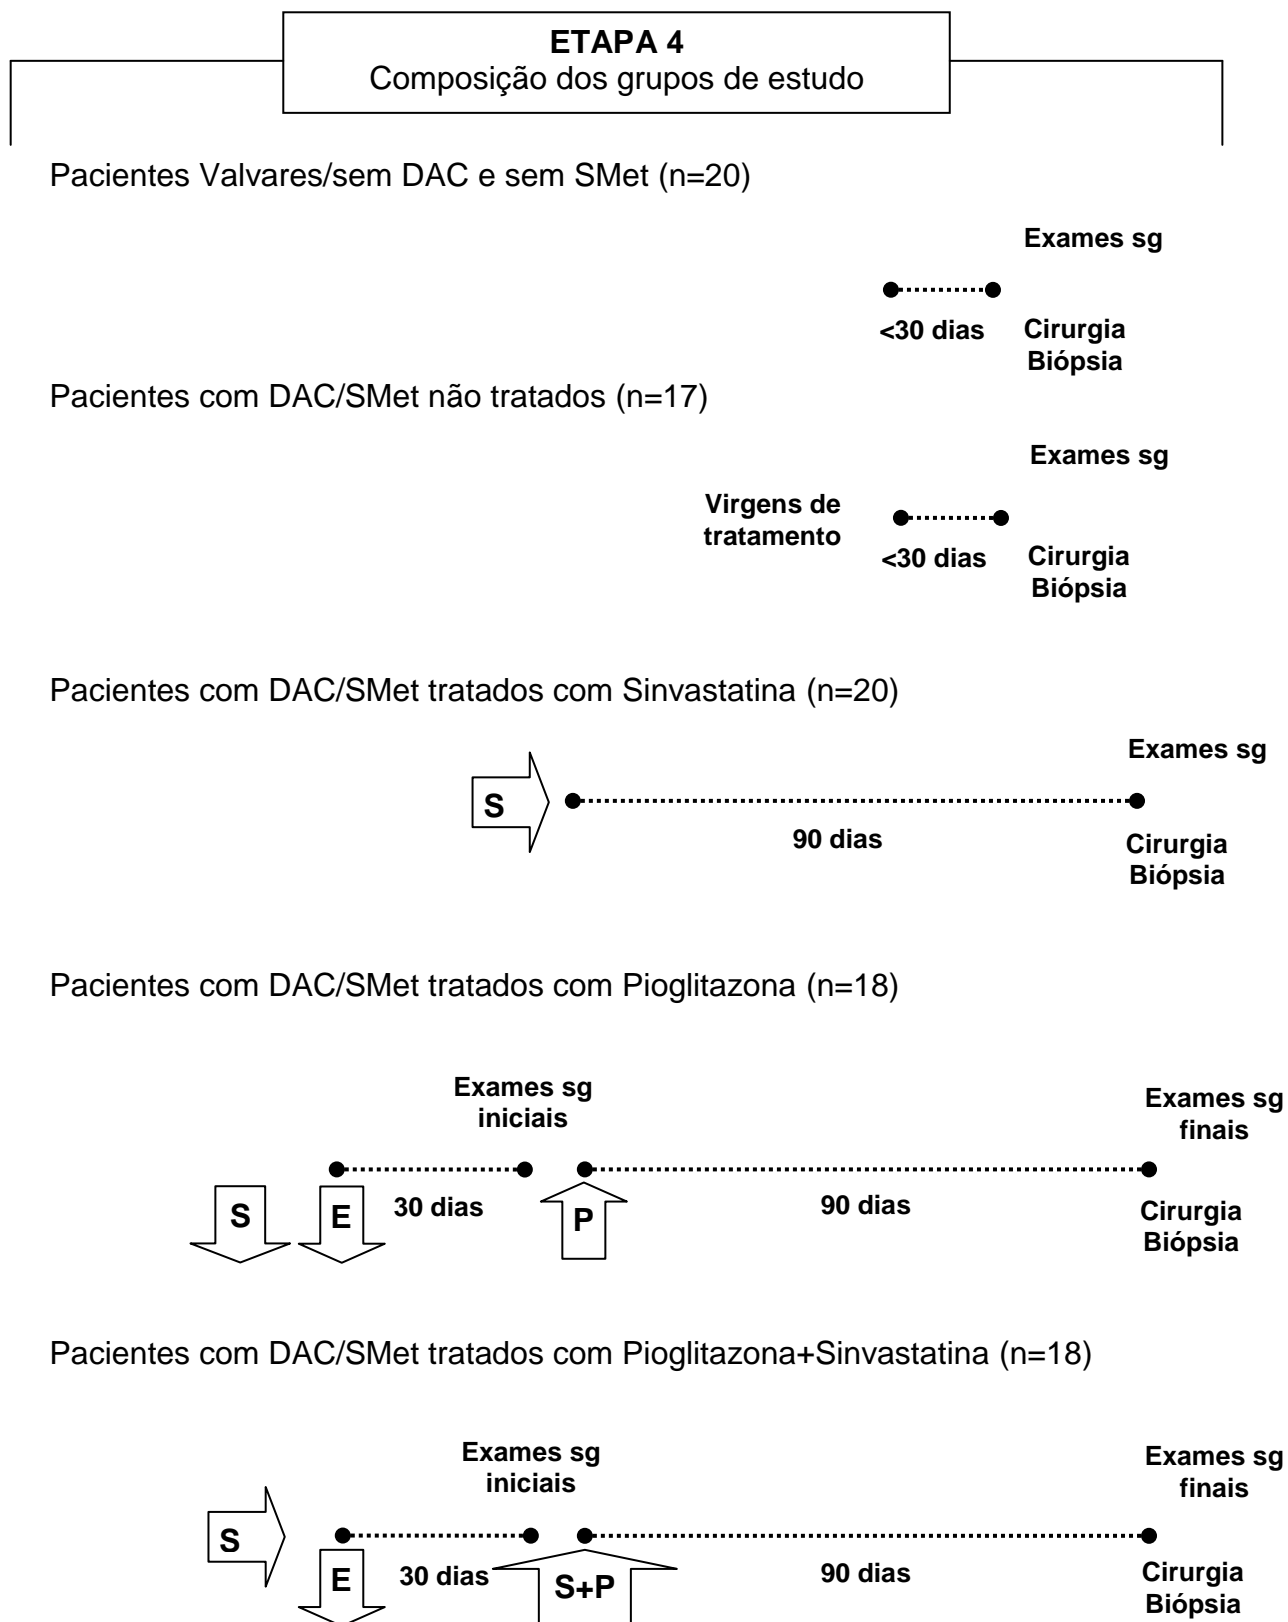 ETAPA 4
Composição dos grupos de estudo
Pacientes Valvares/sem DAC e sem SMet (n=20)
Exames sg
<30 dias
Cirurgia
Biópsia
Pacientes com DAC/SMet não tratados (n=17)
Exames sg
Virgens de
tratamento
<30 dias
Cirurgia
Biópsia
Pacientes com DAC/SMet tratados com Sinvastatina (n=20)
Exames sg
S
90 dias
Cirurgia
Biópsia
Pacientes com DAC/SMet tratados com Pioglitazona (n=18)
Exames sg
iniciais
Exames sg
finais
S
E
30 dias
P
90 dias
Cirurgia
Biópsia
Pacientes com DAC/SMet tratados com Pioglitazona+Sinvastatina (n=18)
Exames sg
iniciais
Exames sg
finais
S
E
30 dias
S+P
90 dias
Cirurgia
Biópsia